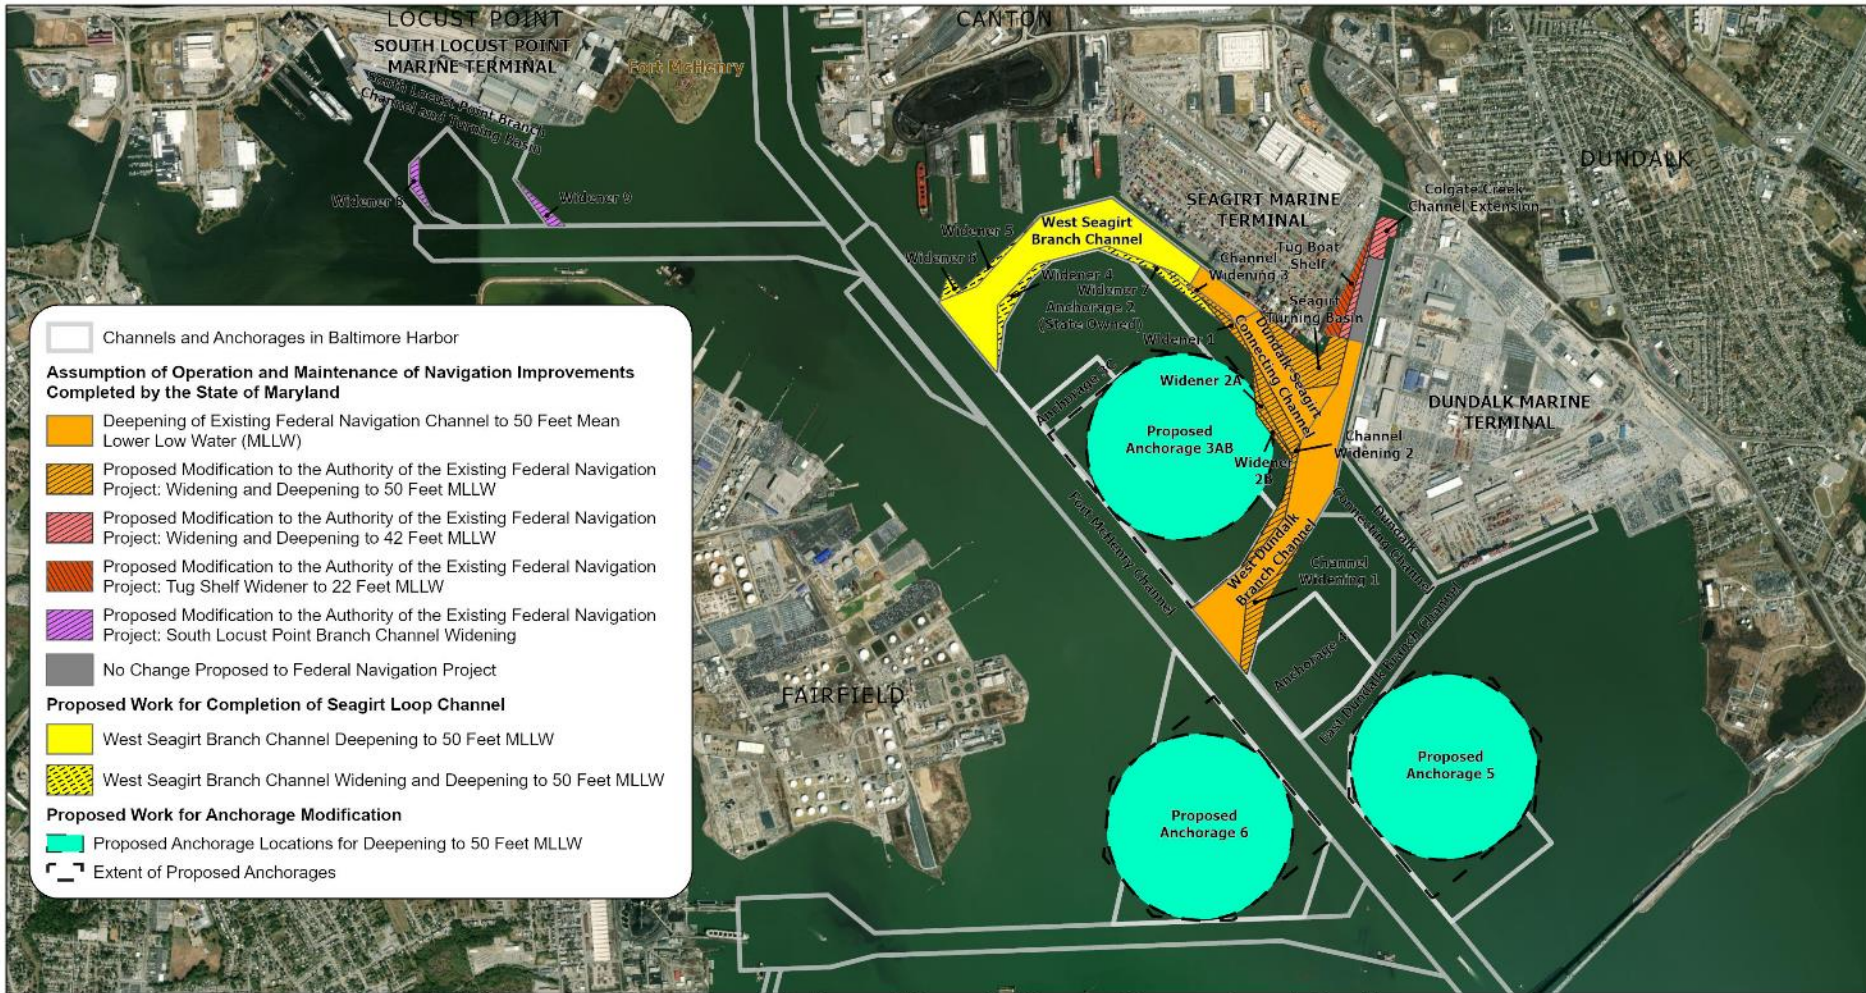 LOCUST POINT
SOUTH LOCUST POINT
MARINE TERMINAL
Fort McHenry
CANTON
South Locust Point Branch
Channel and Turning Basin
Widener 8
Widener 9
DUNDALK
Colgate Creek
Channel Extension
SEAGIRT MARINE
TERMINAL
West Seagirt
Branch Channel
Widener 5
Widener 6
Widener 4
Widener 7
Anchorage 2
(State Owned)
Channel
Widening 3
Tug Boat
Shelf
Seagirt
Turning Basin
Widener 1
Dundalk-Seagirt
Connecting Channel
Widener 2A
Anchorage 3C
Proposed
Anchorage 3AB
Widener
2B
Channel
Widening 2
DUNDALK MARINE
TERMINAL
Fort McHenry Channel
West Dundalk
Branch Channel
Channel
Widening 1
Dundalk
Connecting Channel
East Dundalk Branch Channel
Anchorage 4
FAIRFIELD
Proposed
Anchorage 5
Proposed
Anchorage 6
Channels and Anchorages in Baltimore Harbor
Assumption of Operation and Maintenance of Navigation Improvements
Completed by the State of Maryland
Deepening of Existing Federal Navigation Channel to 50 Feet Mean
Lower Low Water (MLLW)
Proposed Modification to the Authority of the Existing Federal Navigation
Project: Widening and Deepening to 50 Feet MLLW
Proposed Modification to the Authority of the Existing Federal Navigation
Project: Widening and Deepening to 42 Feet MLLW
Proposed Modification to the Authority of the Existing Federal Navigation
Project: Tug Shelf Widener to 22 Feet MLLW
Proposed Modification to the Authority of the Existing Federal Navigation
Project: South Locust Point Branch Channel Widening
No Change Proposed to Federal Navigation Project
Proposed Work for Completion of Seagirt Loop Channel
West Seagirt Branch Channel Deepening to 50 Feet MLLW
West Seagirt Branch Channel Widening and Deepening to 50 Feet MLLW
Proposed Work for Anchorage Modification
Proposed Anchorage Locations for Deepening to 50 Feet MLLW
Extent of Proposed Anchorages